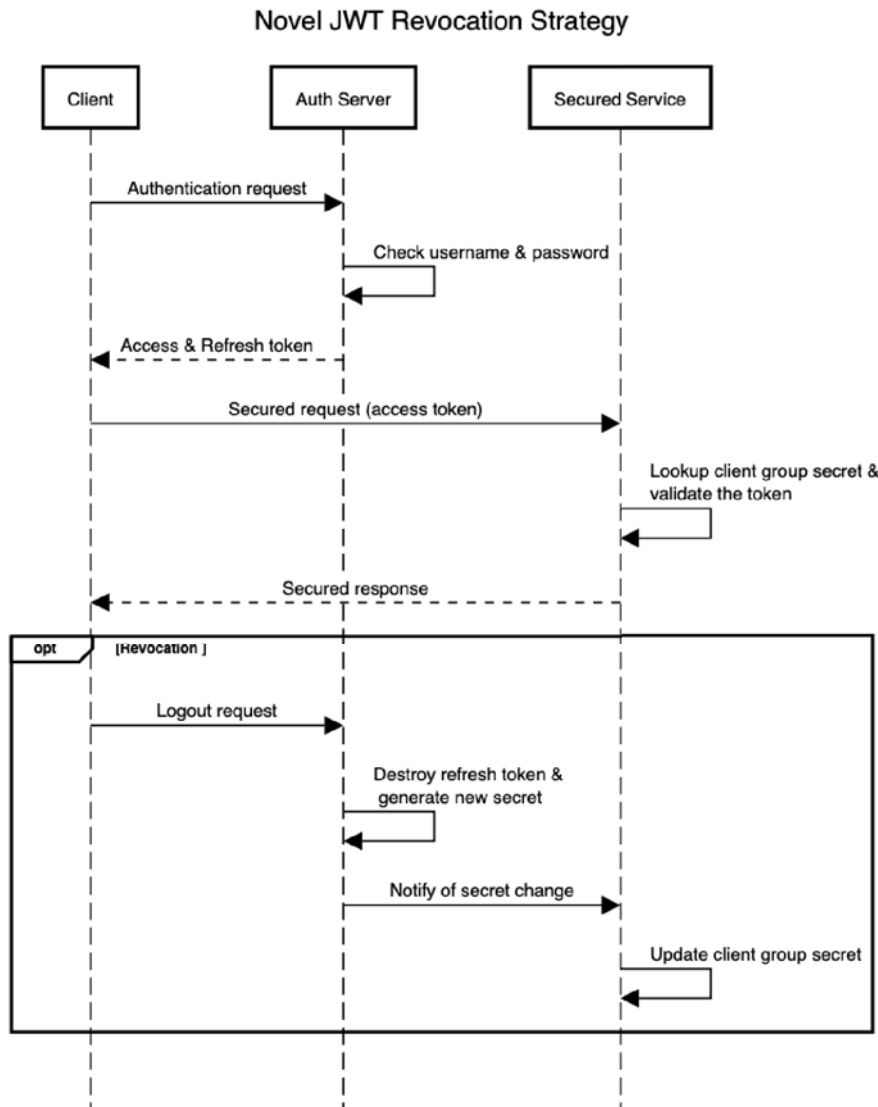 Novel JWT Revocation Strategy
Client
Auth Server
Secured Service
Authentication request
Check username & password
Access & Refresh token
Secured request (access token)
Lookup client group secret &
validate the token
Secured response
opt
[Revocation ]
Logout request
Destroy refresh token &
generate new secret
Notify of secret change
Update client group secret